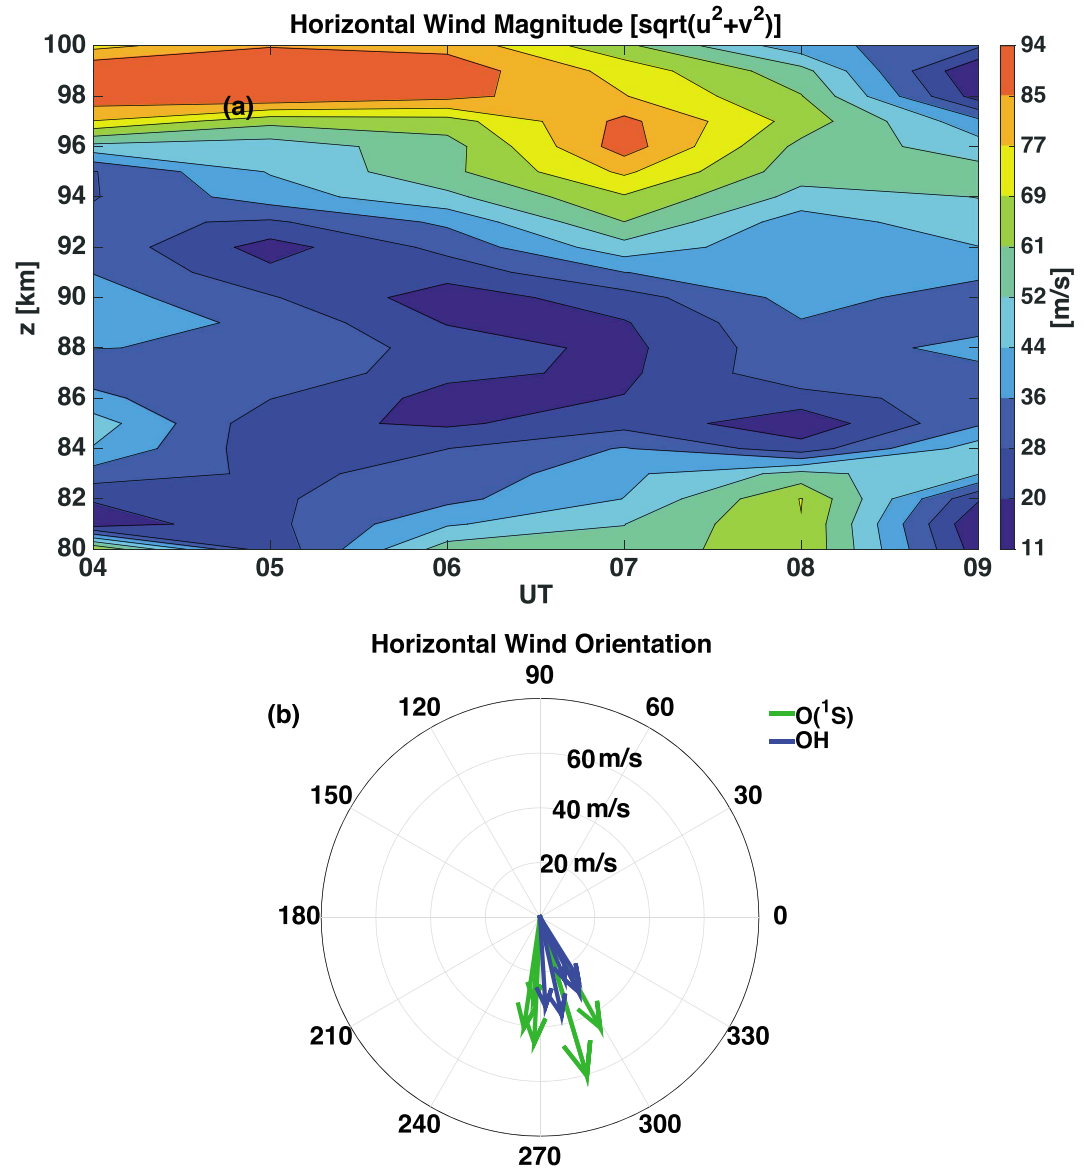 Horizontal Wind Magnitude [sqrt(u²+v²)]
(a)
100
98
96
94
92
90
88
86
84
82
80
z [km]
04 05 06 07 08 09
UT
94
85
77
69
61
52
44
36
28
20
11
[m/s]
Horizontal Wind Orientation
(b)
90
120 60
150 30
180 0
210 330
240 300
270
60 m/s
40 m/s
20 m/s
O(¹S)
OH